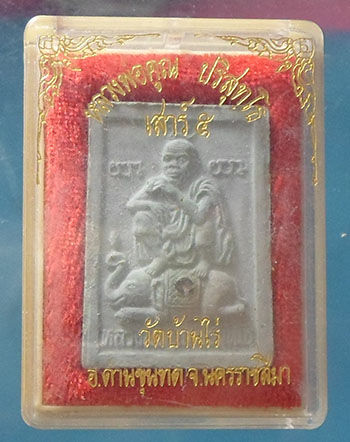 หลวงพ่อคูณ ปริสุทฺโธ
เสาร์ ๕
วัดบ้านไร่
อ.ด่านขุนทด จ.นครราชสีมา